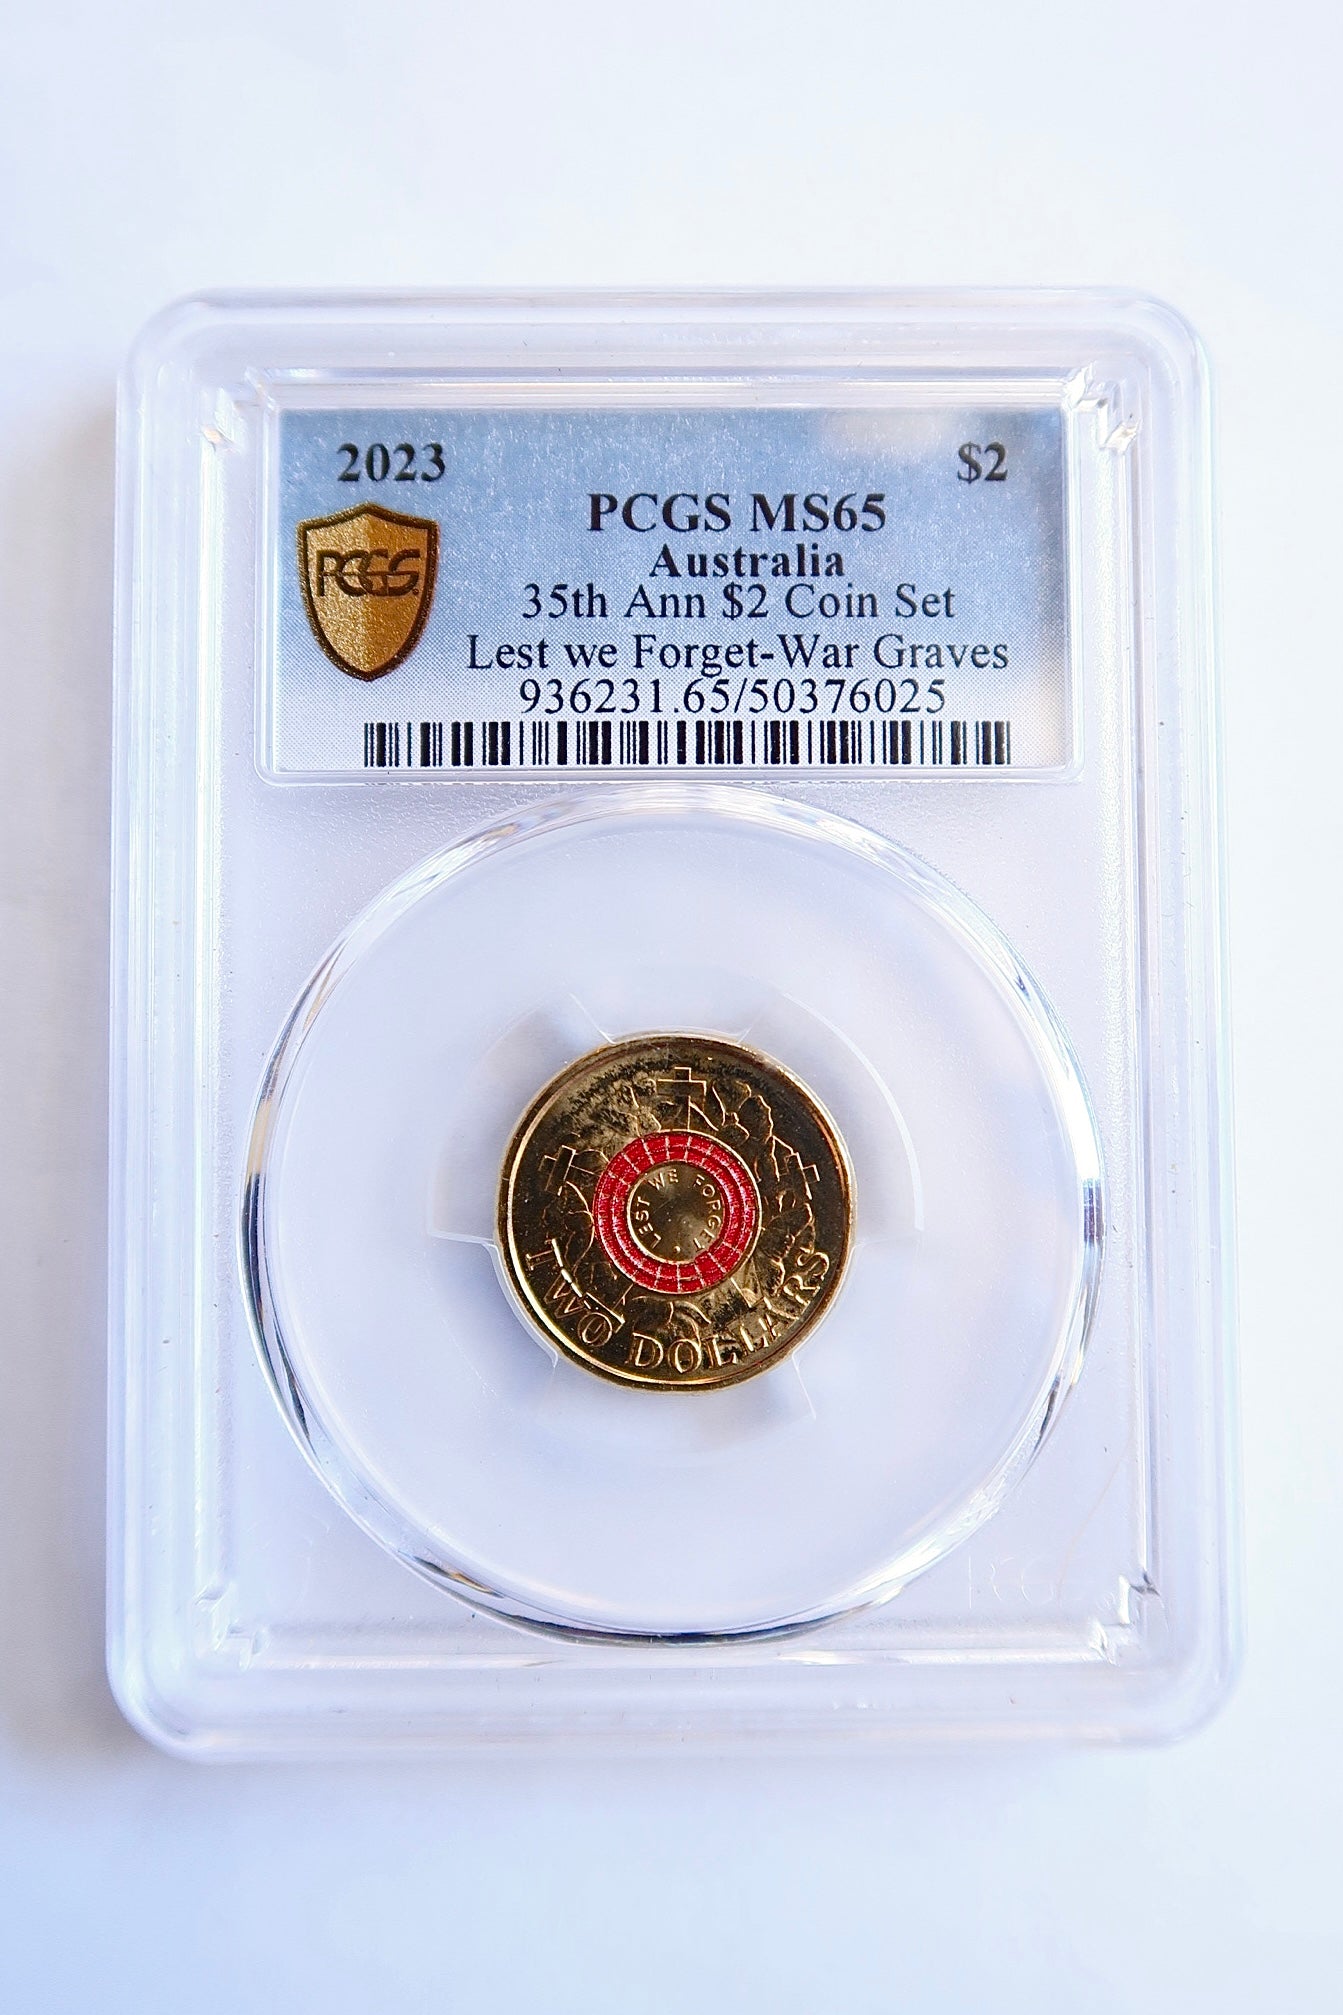 2023 $2
PCGS MS65
PCGS
Australia
35th Ann $2 Coin Set
Lest we Forget-War Graves
936231.65/50376025
LEST WE FORGET
TWO DOLLARS
PCGS